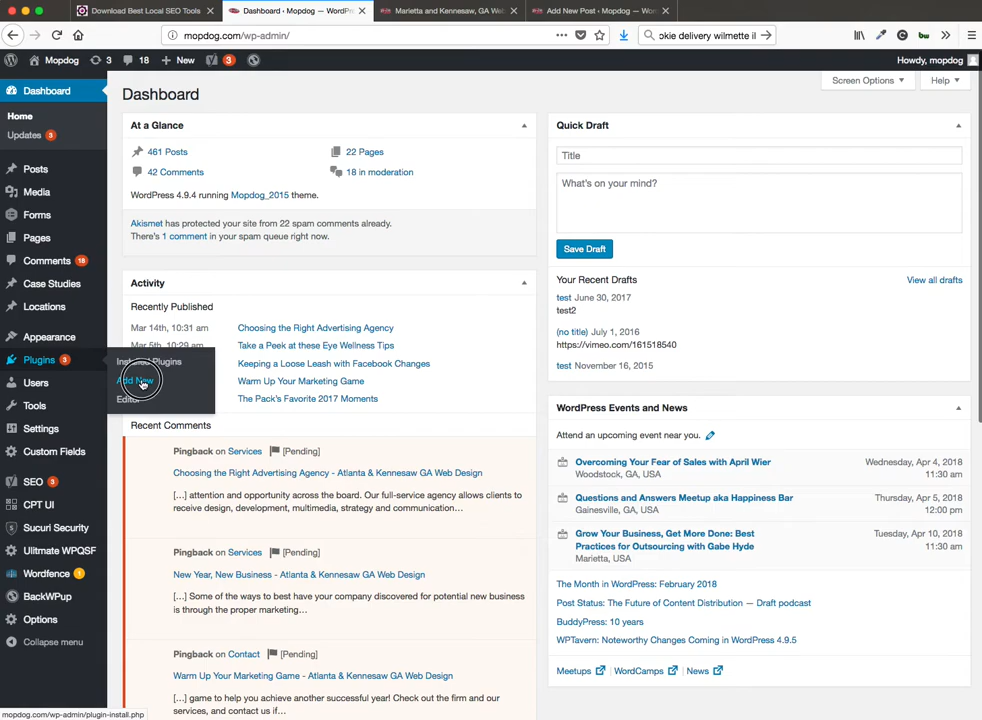 Download Best Local SEO Tools
Dashboard ‹ Mopdog — WordPr
Marietta and Kennesaw, GA We
Add New Post ‹ Mopdog — Wor
mopdog.com/wp-admin/
okie delivery wilmette il
Mopdog
3
18
New
3
Howdy, mopdog
Screen Options
Help
Dashboard
Home
Updates 3
Posts
Media
Forms
Pages
Comments 18
Case Studies
Locations
Appearance
Plugins 3
Installed Plugins
Add New
Editor
Users
Tools
Settings
Custom Fields
SEO 3
CPT UI
Sucuri Security
Ulitmate WPQSF
Wordfence 1
BackWPup
Options
Collapse menu
Dashboard
At a Glance
461 Posts
22 Pages
42 Comments
18 in moderation
WordPress 4.9.4 running Mopdog_2015 theme.
Akismet has protected your site from 22 spam comments already.
There's 1 comment in your spam queue right now.
Activity
Recently Published
Mar 14th, 10:31 am Choosing the Right Advertising Agency
Mar 5th, 10:29 am Take a Peek at these Eye Wellness Tips
Keeping a Loose Leash with Facebook Changes
Warm Up Your Marketing Game
The Pack's Favorite 2017 Moments
Recent Comments
Pingback on Services [Pending]
Choosing the Right Advertising Agency - Atlanta & Kennesaw GA Web Design
[…] attention and opportunity across the board. Our full-service agency allows clients to
receive design, development, multimedia, strategy and communication…
Pingback on Services [Pending]
New Year, New Business - Atlanta & Kennesaw GA Web Design
[…] Some of the ways to best have your company discovered for potential new business
is through the proper marketing…
Pingback on Contact [Pending]
Warm Up Your Marketing Game - Atlanta & Kennesaw GA Web Design
[…] game to help you achieve another successful year! Check out the firm and our
services, and contact us if…
Quick Draft
Title
What's on your mind?
Save Draft
Your Recent Drafts
View all drafts
test June 30, 2017
test2
(no title) July 1, 2016
https://vimeo.com/161518540
test November 16, 2015
WordPress Events and News
Attend an upcoming event near you.
Overcoming Your Fear of Sales with April Wier
Woodstock, GA, USA
Wednesday, Apr 4, 2018
11:30 am
Questions and Answers Meetup aka Happiness Bar
Gainesville, GA, USA
Thursday, Apr 5, 2018
12:00 pm
Grow Your Business, Get More Done: Best
Practices for Outsourcing with Gabe Hyde
Marietta, USA
Tuesday, Apr 10, 2018
11:30 am
The Month in WordPress: February 2018
Post Status: The Future of Content Distribution — Draft podcast
BuddyPress: 10 years
WPTavern: Noteworthy Changes Coming in WordPress 4.9.5
Meetups
WordCamps
News
mopdog.com/wp-admin/plugin-install.php